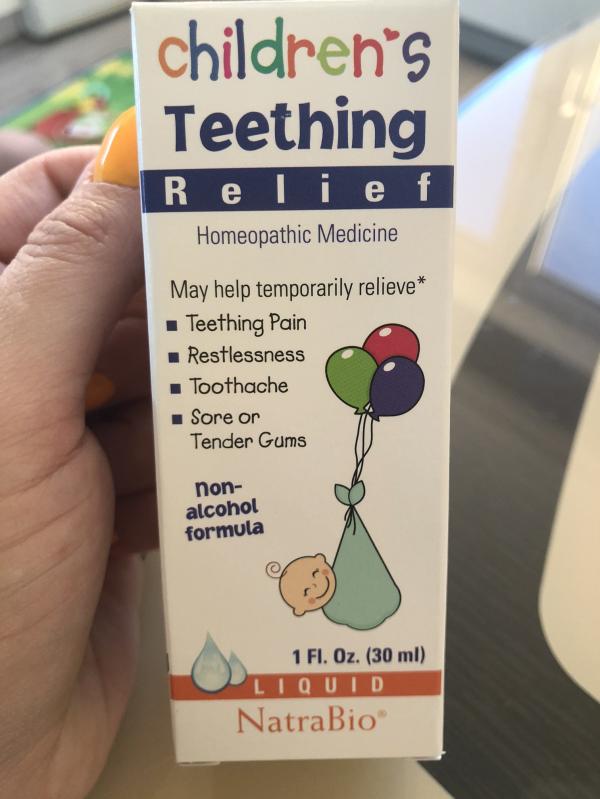 children's
Teething
Relief
Homeopathic Medicine
May help temporarily relieve*
■ Teething Pain
■ Restlessness
■ Toothache
■ Sore or
Tender Gums
non-
alcohol
formula
1 Fl. Oz. (30 ml)
LIQUID
NatraBio®